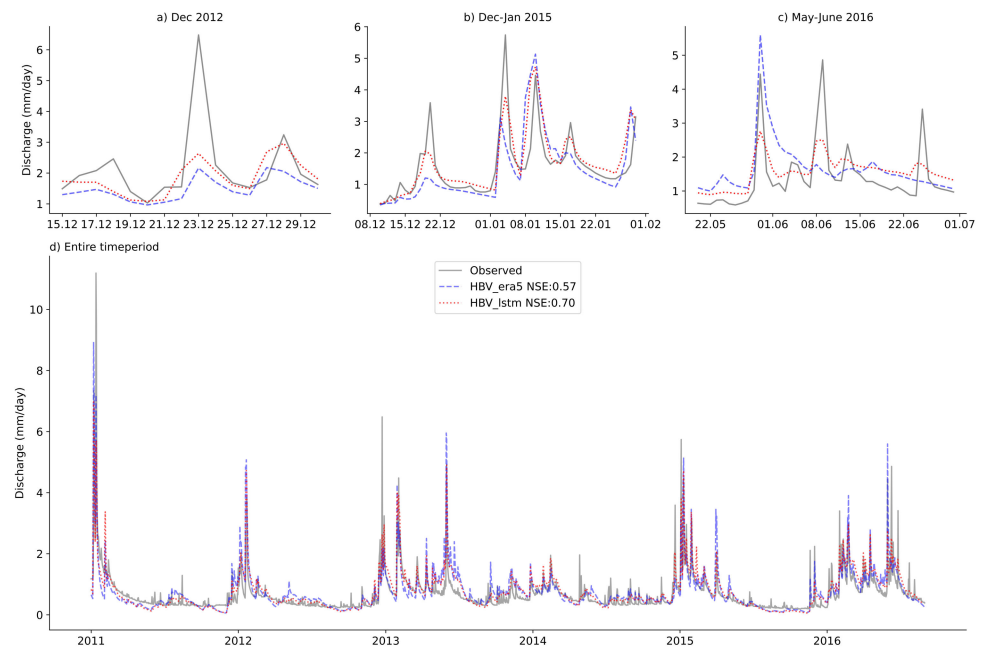 a) Dec 2012
b) Dec-Jan 2015
c) May-June 2016
Discharge (mm/day)
6
5
4
3
2
1
15.12 17.12 19.12 21.12 23.12 25.12 27.12 29.12
6
5
4
3
2
1
0
08.12 15.12 22.12 01.01 08.01 15.01 01.02
5
4
3
2
1
22.05 01.06 08.06 15.06 22.06 01.07
d) Entire timeperiod
Observed
HBV_era5 NSE:0.57
HBV_lstm NSE:0.70
Discharge (mm/day)
10
8
6
4
2
0
2011 2012 2013 2014 2015 2016